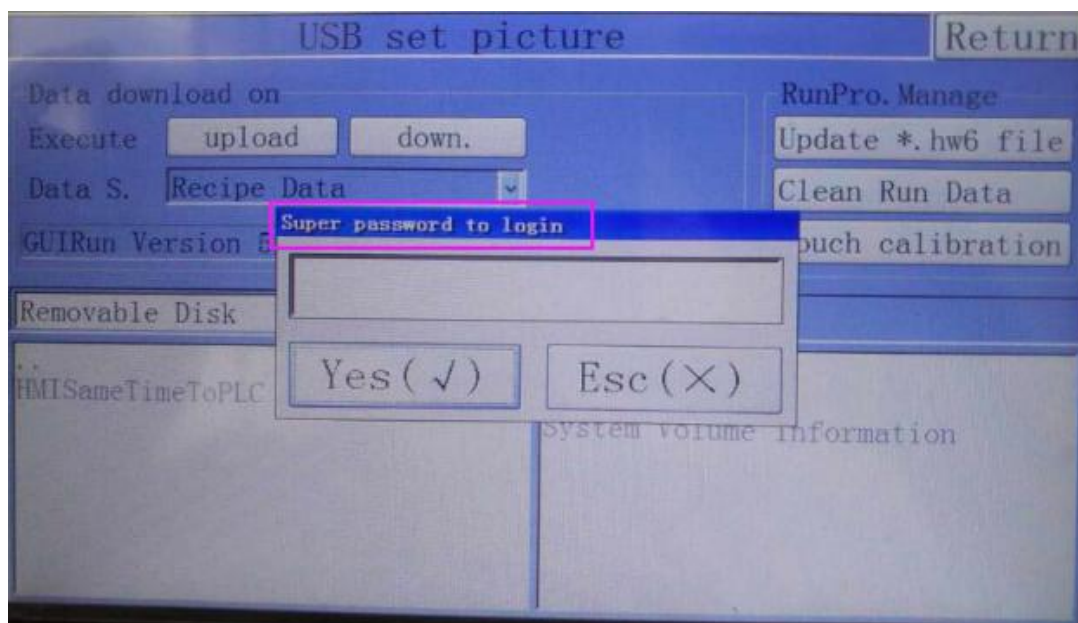 USB set picture
Return
Data download on
RunPro. Manage
Execute
upload
down.
Update *.hw6 file
Data S.
Recipe Data
Clean Run Data
Super password to login
GUIRun Version
calibration
Removable Disk
Yes(√)
Esc(×)
..
HMISameTimeToPLC
System Volume Information